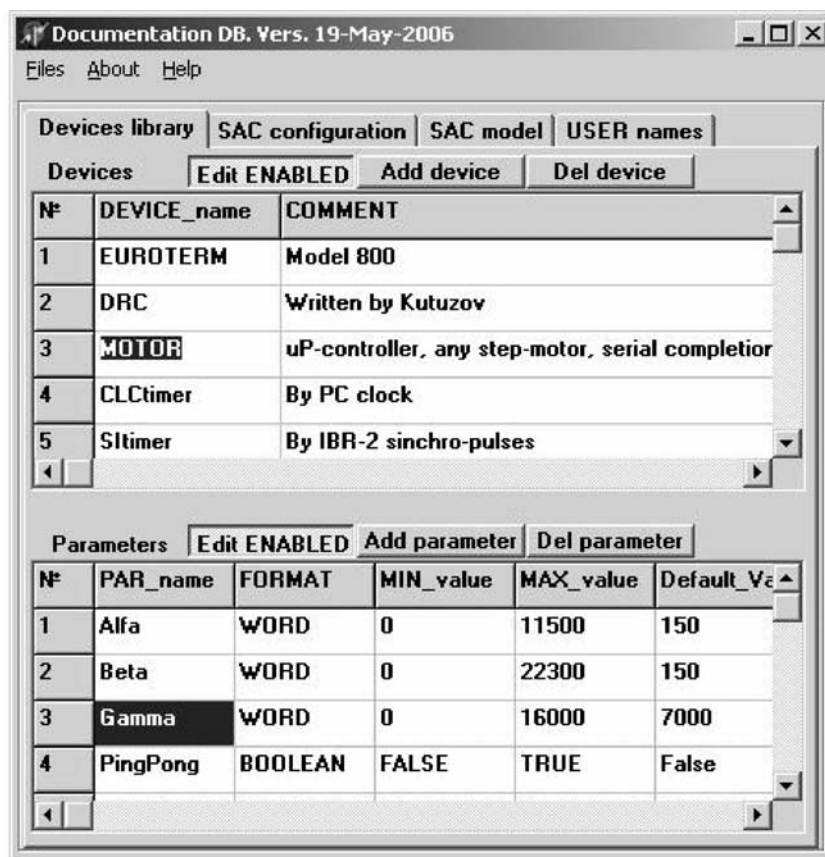 Documentation DB. Vers. 19-May-2006
Files About Help
Devices library SAC configuration SAC model USER names
Devices Edit ENABLED Add device Del device
№ DEVICE_name COMMENT
1 EUROTERM Model 800
2 DRC Written by Kutuzov
3 MOTOR uP-controller, any step-motor, serial completion
4 CLCtimer By PC clock
5 SItimer By IBR-2 sinchro-pulses
Parameters Edit ENABLED Add parameter Del parameter
№ PAR_name FORMAT MIN_value MAX_value Default_Va
1 Alfa WORD 0 11500 150
2 Beta WORD 0 22300 150
3 Gamma WORD 0 16000 7000
4 PingPong BOOLEAN FALSE TRUE False